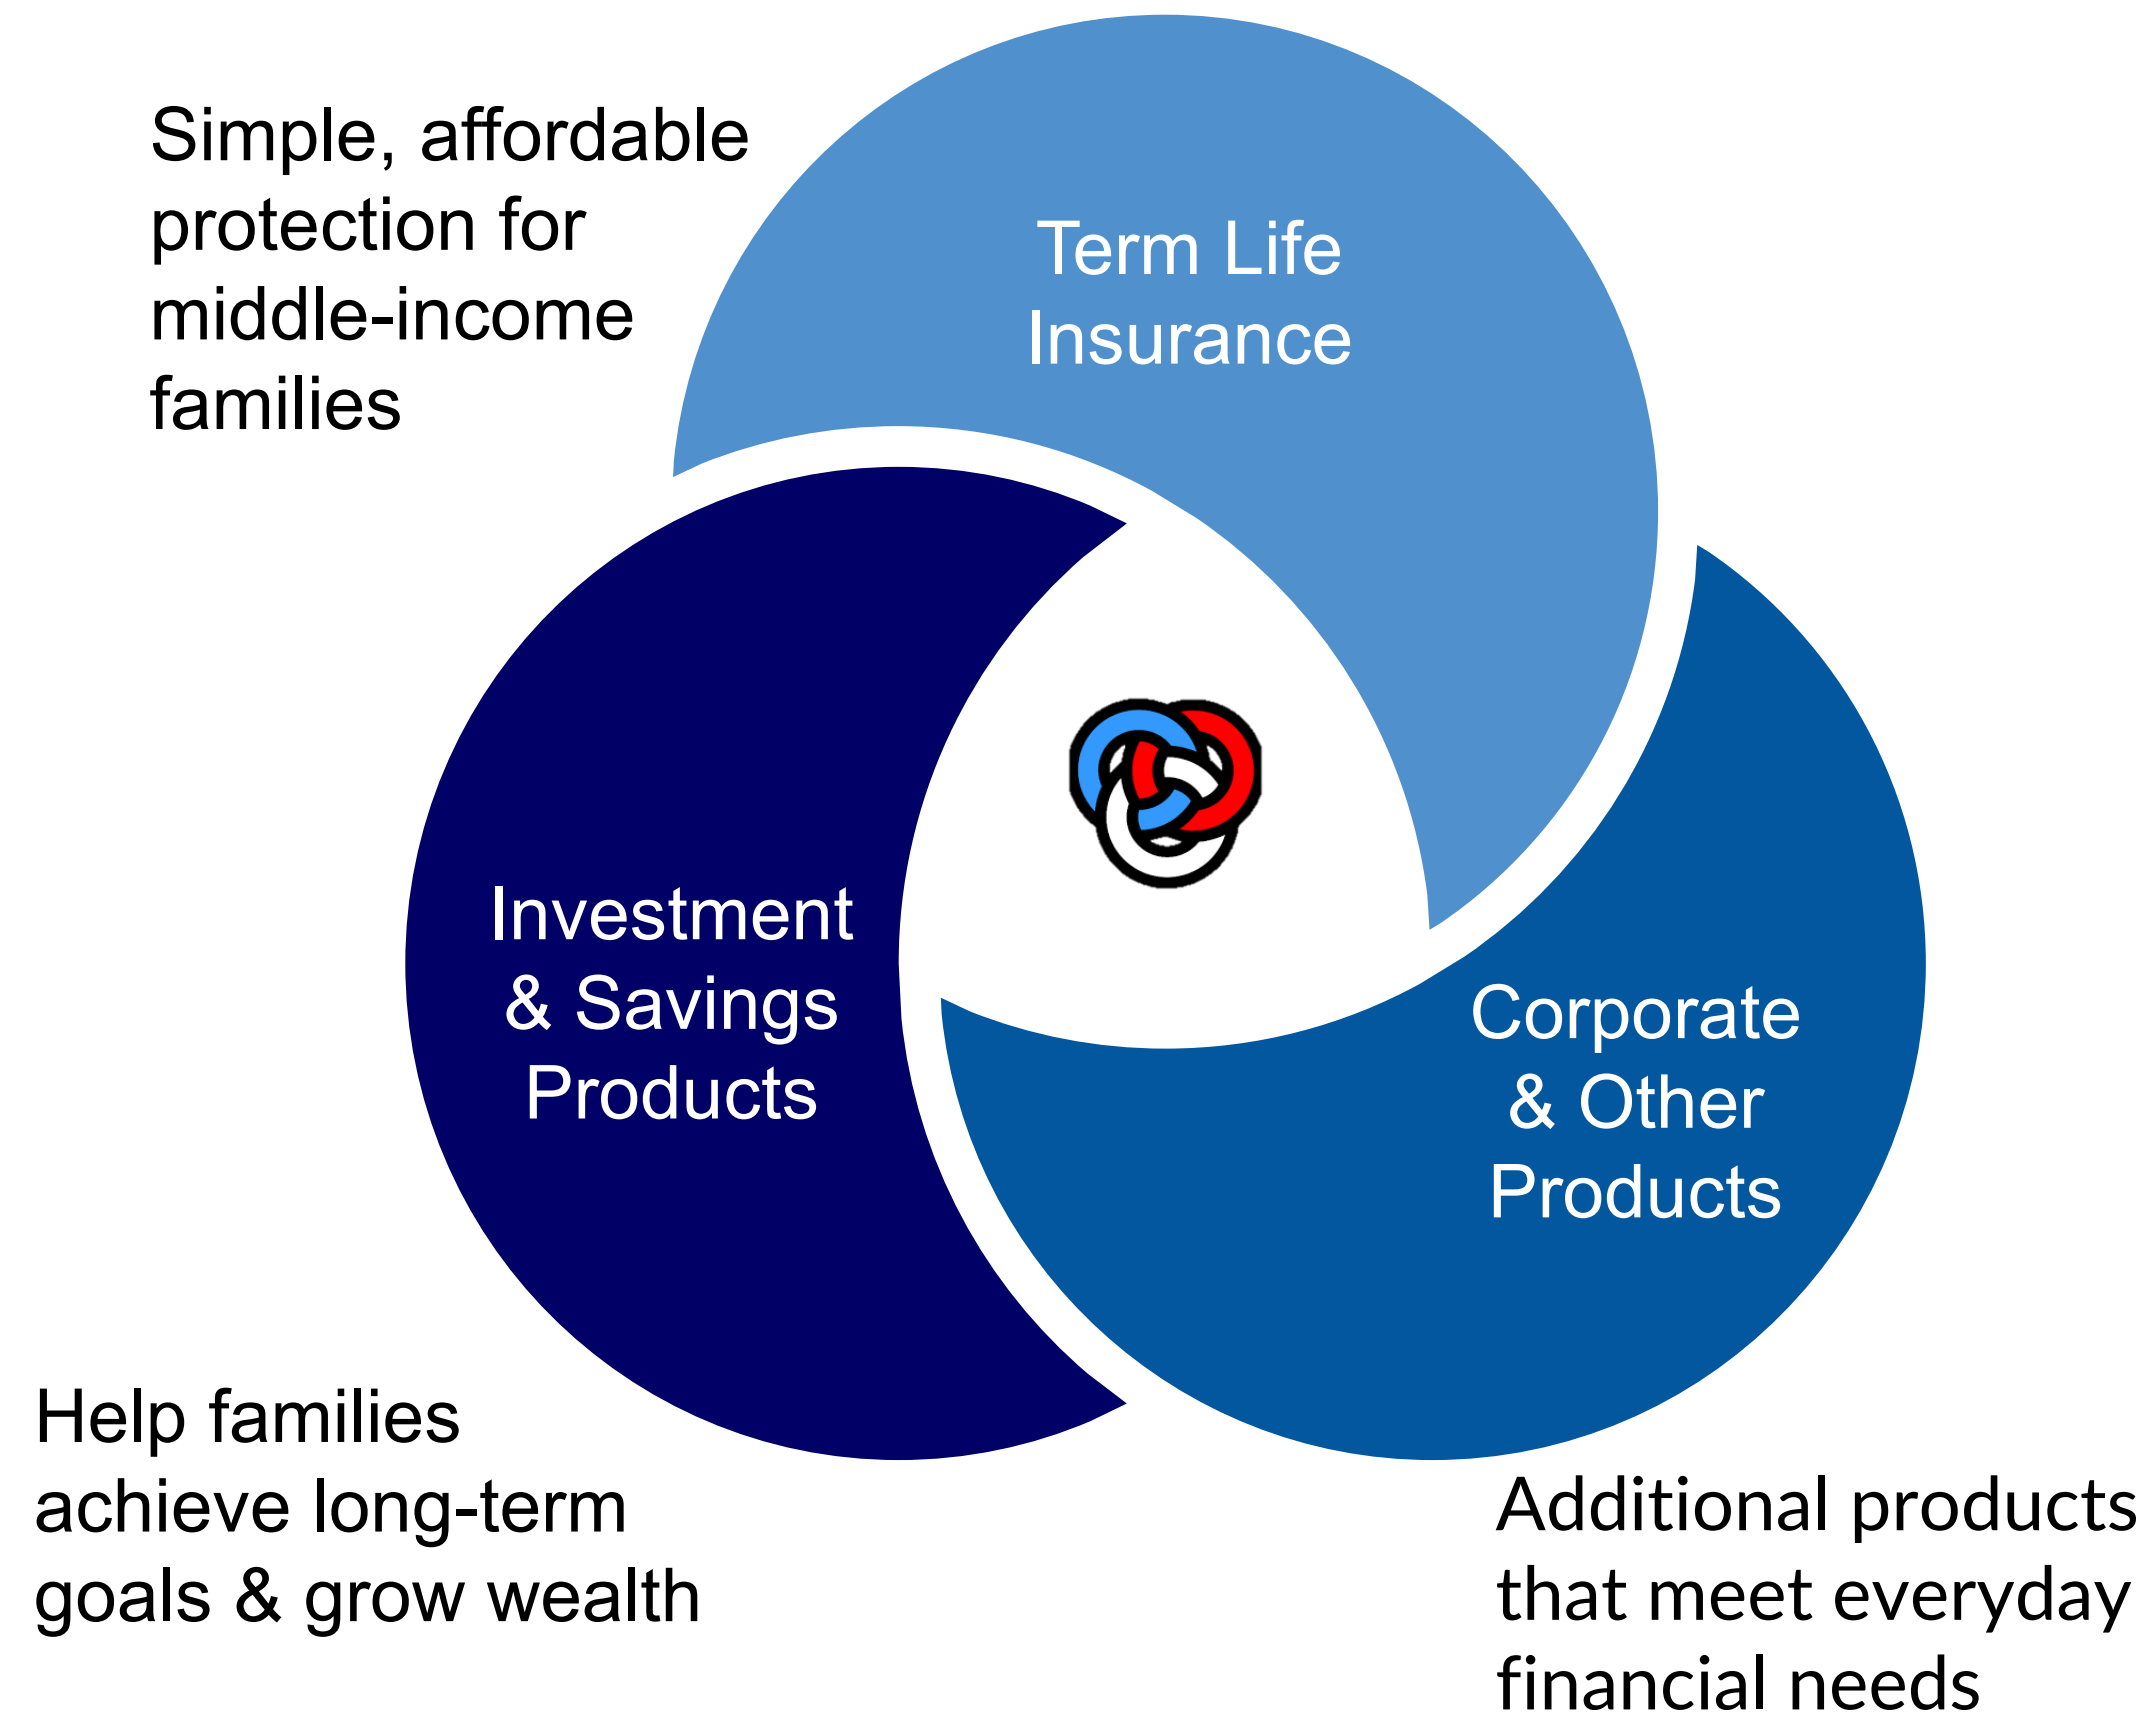 Simple, affordable
protection for
middle-income
families
Term Life
Insurance
Investment
& Savings
Products
Corporate
& Other
Products
Help families
achieve long-term
goals & grow wealth
Additional products
that meet everyday
financial needs